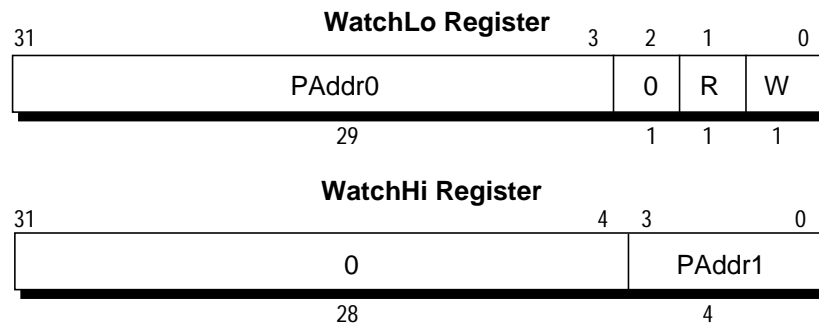 WatchLo Register
31 3 2 1 0
PAddr0 0 R W
29 1 1 1
WatchHi Register
31 4 3 0
0 PAddr1
28 4